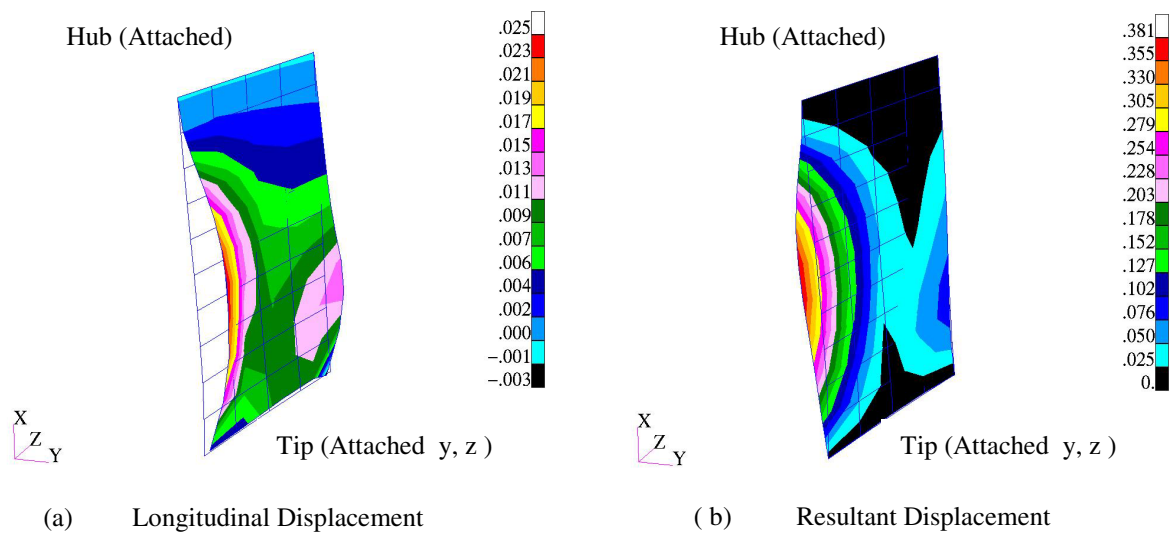 Hub (Attached)
.025
.023
.021
.019
.017
.015
.013
.011
.009
.007
.006
.004
.002
.000
−.001
−.003
X
Z
Y
Tip (Attached y, z )
(a) Longitudinal Displacement
Hub (Attached)
.381
.355
.330
.305
.279
.254
.228
.203
.178
.152
.127
.102
.076
.050
.025
0.
X
Z
Y
Tip (Attached y, z )
( b) Resultant Displacement